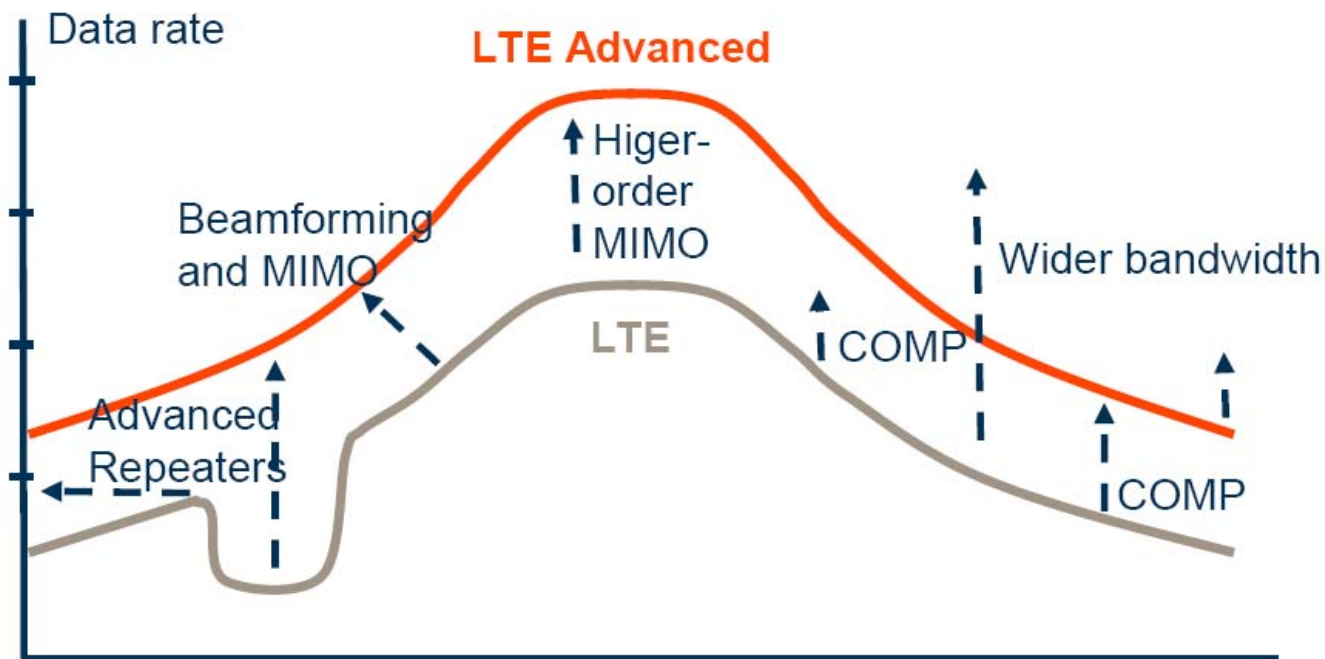 Data rate
LTE Advanced
Higer-
order
MIMO
Beamforming
and MIMO
Wider bandwidth
LTE
COMP
Advanced
Repeaters
COMP